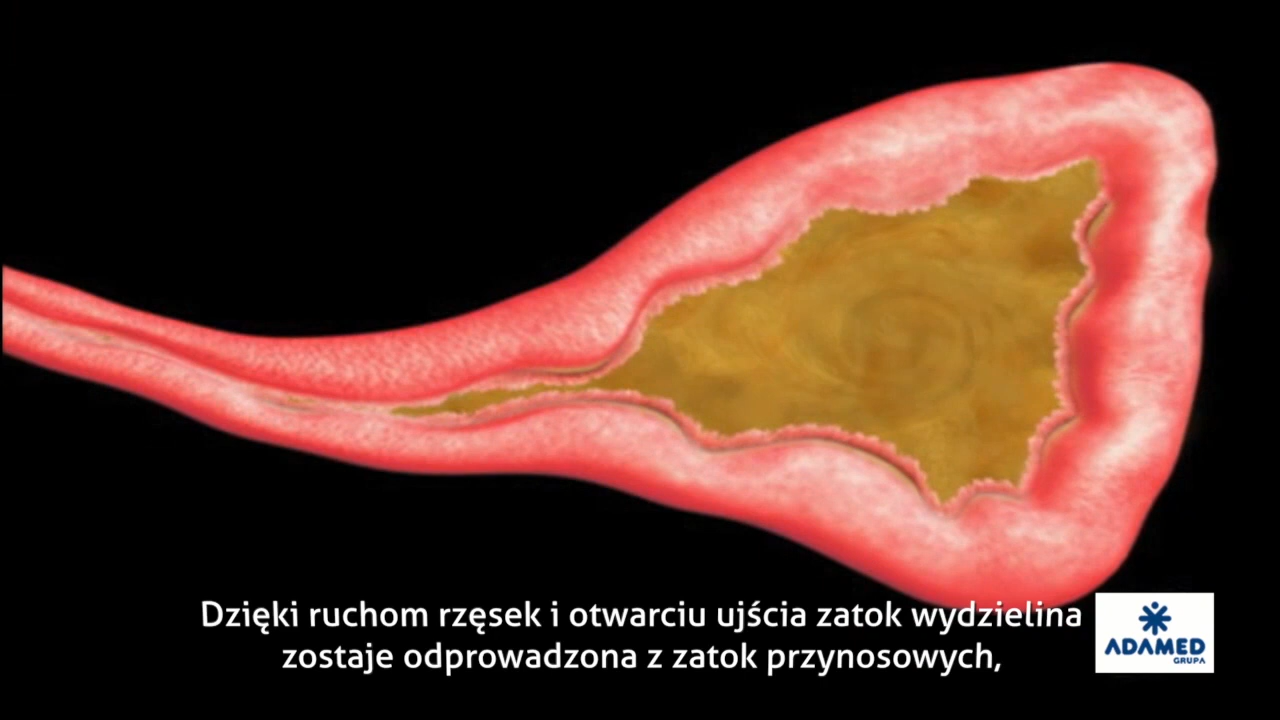 Dzięki ruchom rzęsek i otwarciu ujścia zatok wydzielina
zostaje odprowadzona z zatok przynosowych,
ADAMED
GRUPA